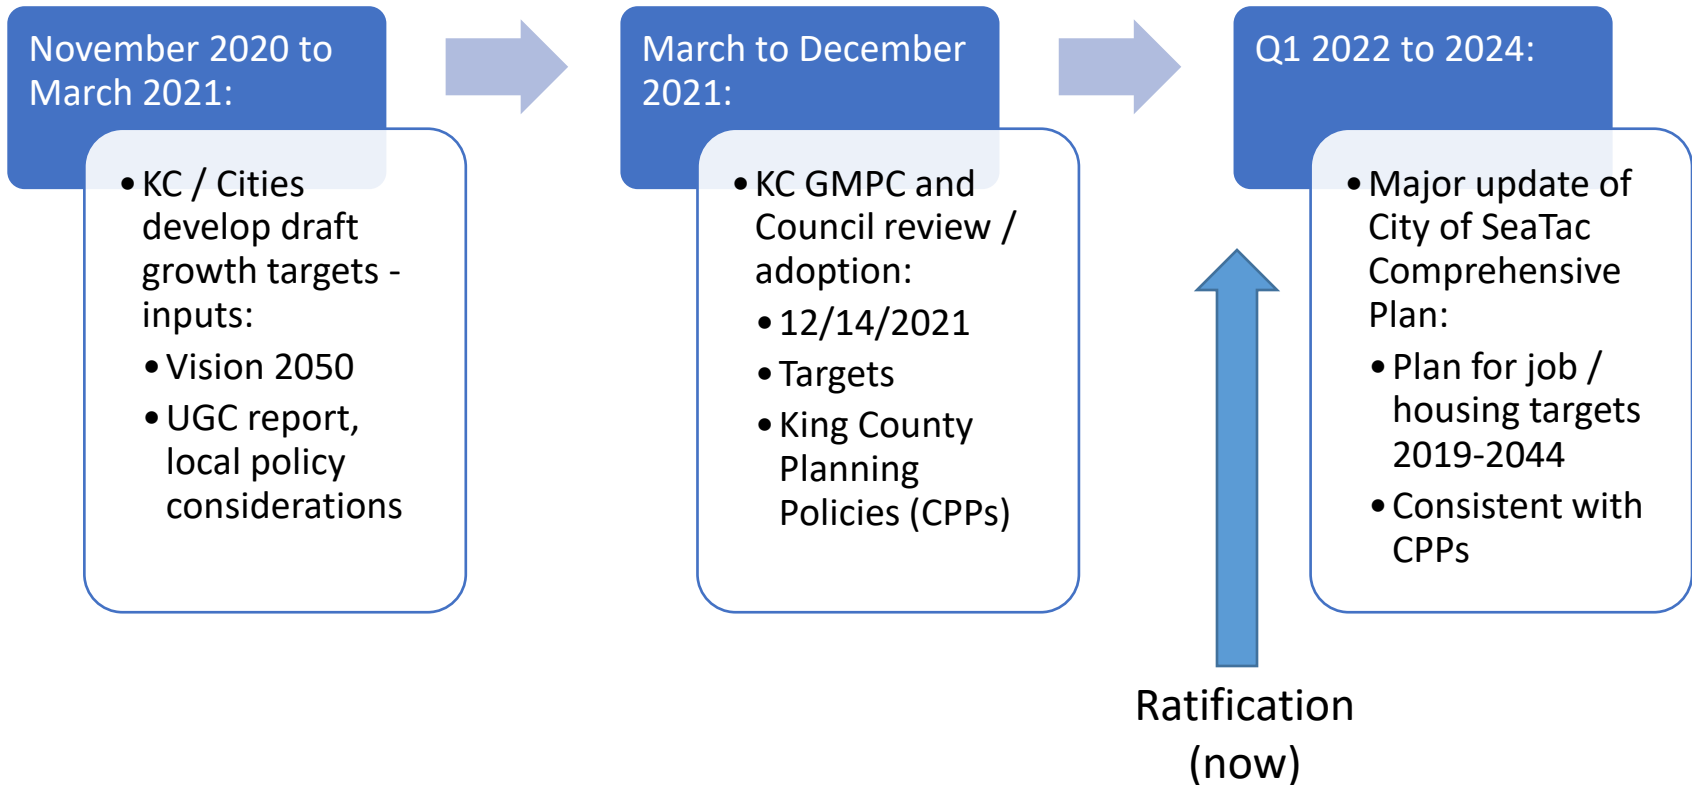 November 2020 to
March 2021:
• KC / Cities
develop draft
growth targets -
inputs:
• Vision 2050
• UGC report,
local policy
considerations
March to December
2021:
• KC GMPC and
Council review /
adoption:
• 12/14/2021
• Targets
• King County
Planning
Policies (CPPs)
Q1 2022 to 2024:
• Major update of
City of SeaTac
Comprehensive
Plan:
• Plan for job /
housing targets
2019-2044
• Consistent with
CPPs
Ratification
(now)